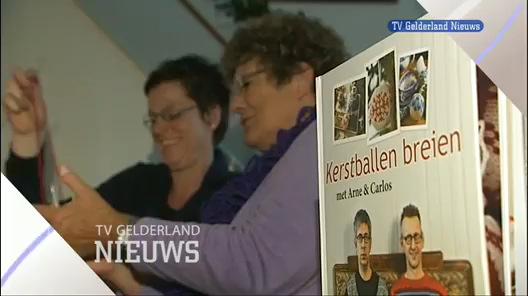 TV Gelderland Nieuws
Kerstballen breien
met Arne & Carlos
TV GELDERLAND
NIEUWS